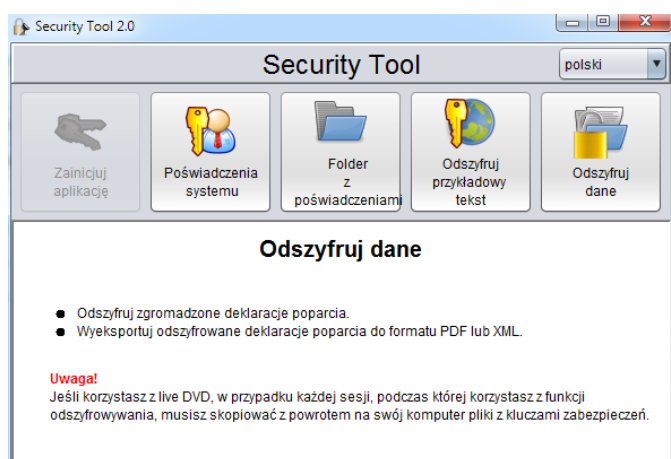 Security Tool 2.0
Security Tool
polski
Zainicjuj
aplikację
Poświadczenia
systemu
Folder
z
poświadczeniami
Odszyfruj
przykładowy
tekst
Odszyfruj
dane
Odszyfruj dane
Odszyfruj zgromadzone deklaracje poparcia.
Wyeksportuj odszyfrowane deklaracje poparcia do formatu PDF lub XML.
Uwaga!
Jeśli korzystasz z live DVD, w przypadku każdej sesji, podczas której korzystasz z funkcji
odszyfrowywania, musisz skopiować z powrotem na swój komputer pliki z kluczami zabezpieczeń.